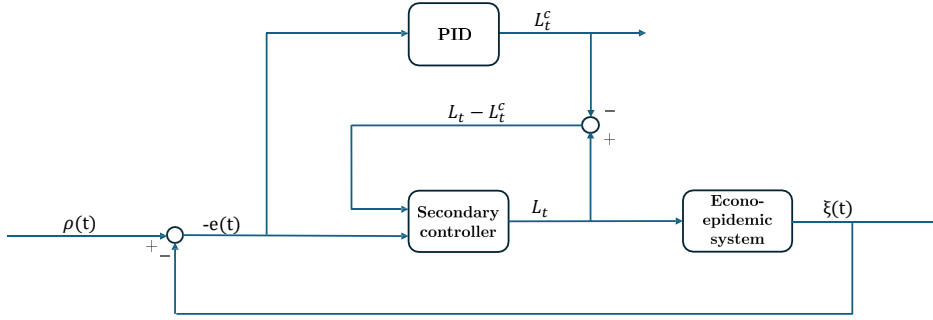 L_t^c
PID
−
L_t − L_t^c
+
ρ(t)
-e(t)
Secondary
controller
L_t
Econo-
epidemic
system
ξ(t)
+
−